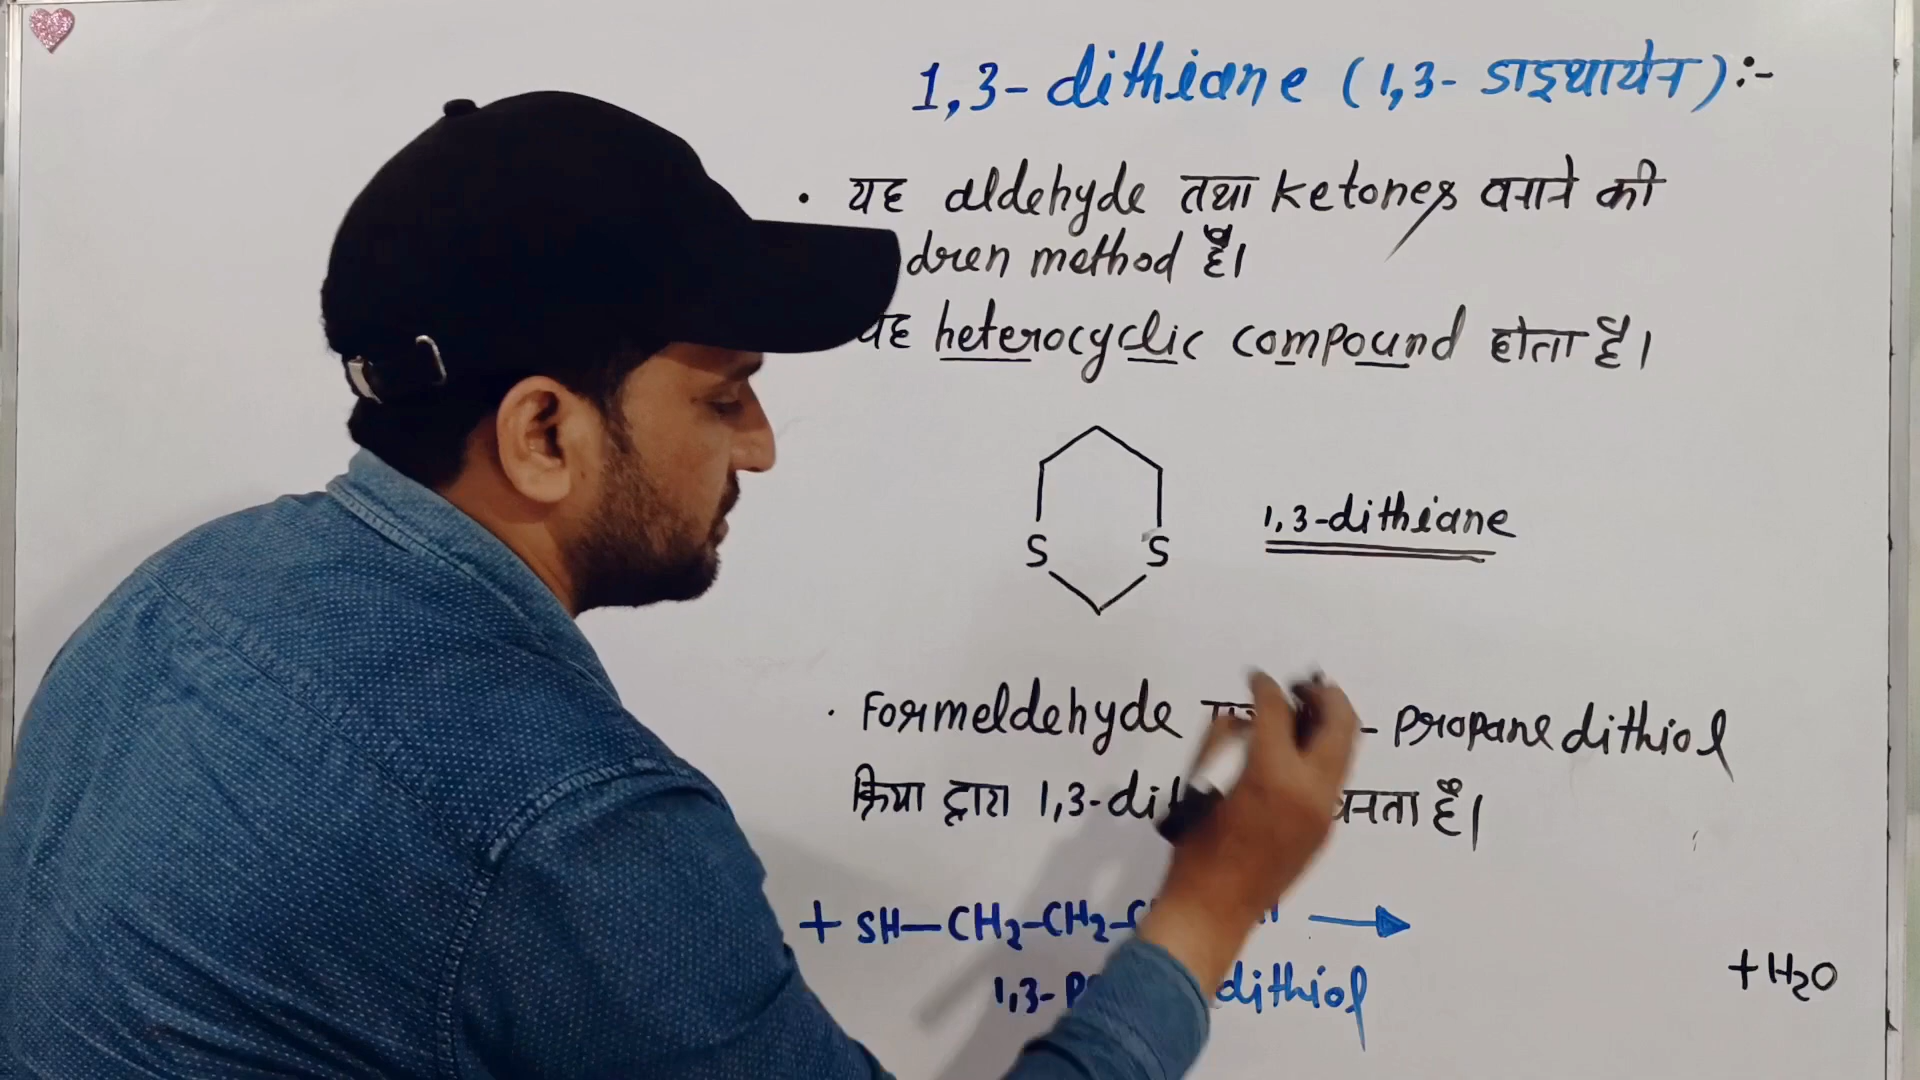 1,3- dithiane (1,3- डाइथायेन):-
• यह aldehyde तथा ketones बनाने की
dren method है।
यह heterocyclic compound होता है।
S S
1,3-dithiane
• Formeldehyde - propane dithiol
क्रिया द्वारा 1,3-dit बनता है।
+ SH—CH₂-CH₂-C →
1,3- p dithiol
+ H₂O